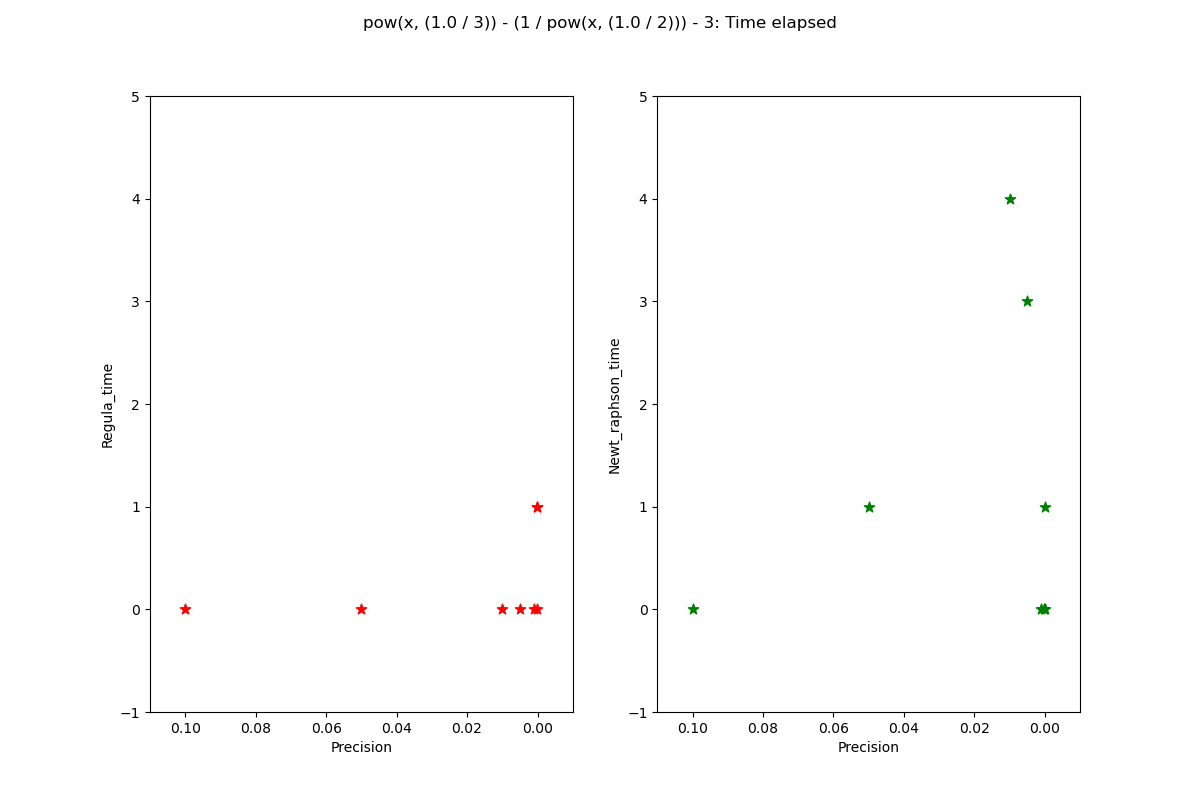 pow(x, (1.0 / 3)) - (1 / pow(x, (1.0 / 2))) - 3: Time elapsed
5
4
3
2
1
0
−1
Regula_time
0.10 0.08 0.06 0.04 0.02 0.00
Precision
5
4
3
2
1
0
−1
Newt_raphson_time
0.10 0.08 0.06 0.04 0.02 0.00
Precision